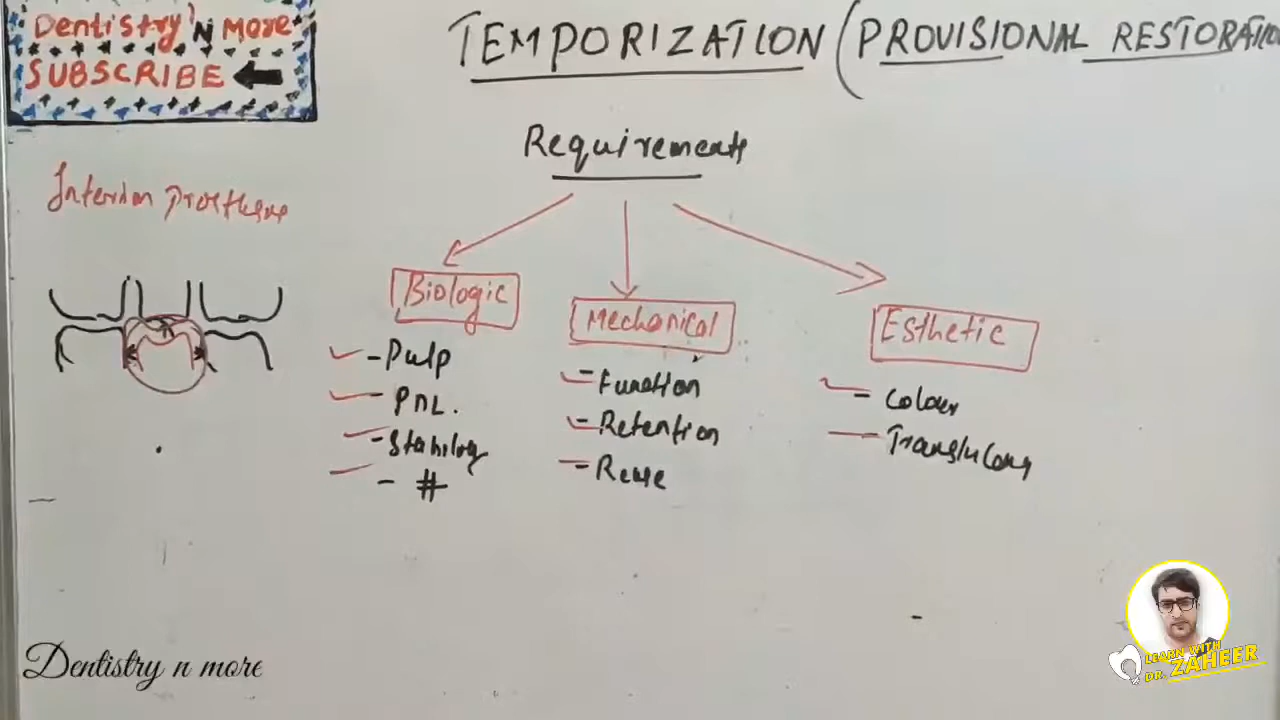 Dentistry'N More
SUBSCRIBE
TEMPORIZATION (PROVISIONAL RESTORATION
Requirements
Interim Prosthesis
Biologic
- Pulp
- PDL.
- Stability
- #
Mechanical
- Function
- Retention
- Reuse
Esthetic
- Colour
- Translucency
Dentistry n more
LEARN WITH
DR. ZAHEER